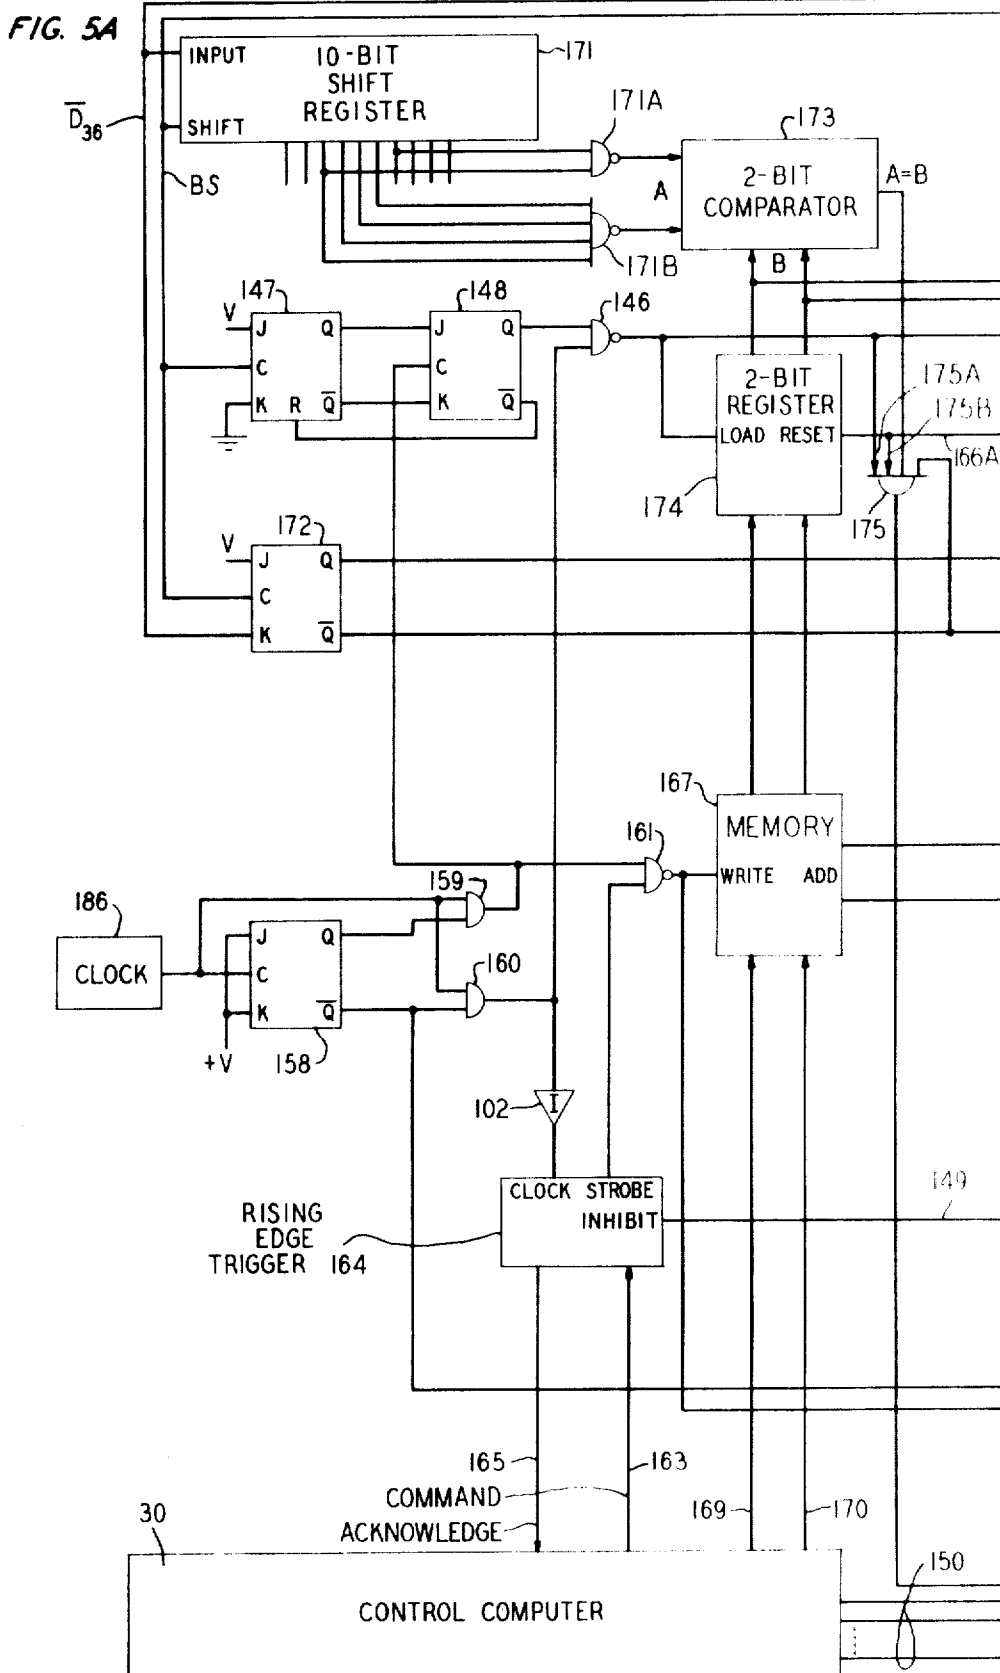 FIG. 5A
INPUT 10-BIT SHIFT REGISTER 171
SHIFT
D̅36
BS
171A
173
A
2-BIT COMPARATOR
A=B
171B
B
V 147 148 146
J Q J Q
C C
K R Q̅ K Q̅
2-BIT REGISTER
LOAD RESET
175A
175B
166A
174
175
V 172
J Q
C
K Q̅
167
MEMORY
WRITE ADD
161
159
186
CLOCK
J Q
C
K Q̅
160
+V 158
102 I
CLOCK STROBE
INHIBIT
149
RISING
EDGE
TRIGGER 164
165
163
COMMAND
ACKNOWLEDGE
169
170
30
150
CONTROL COMPUTER